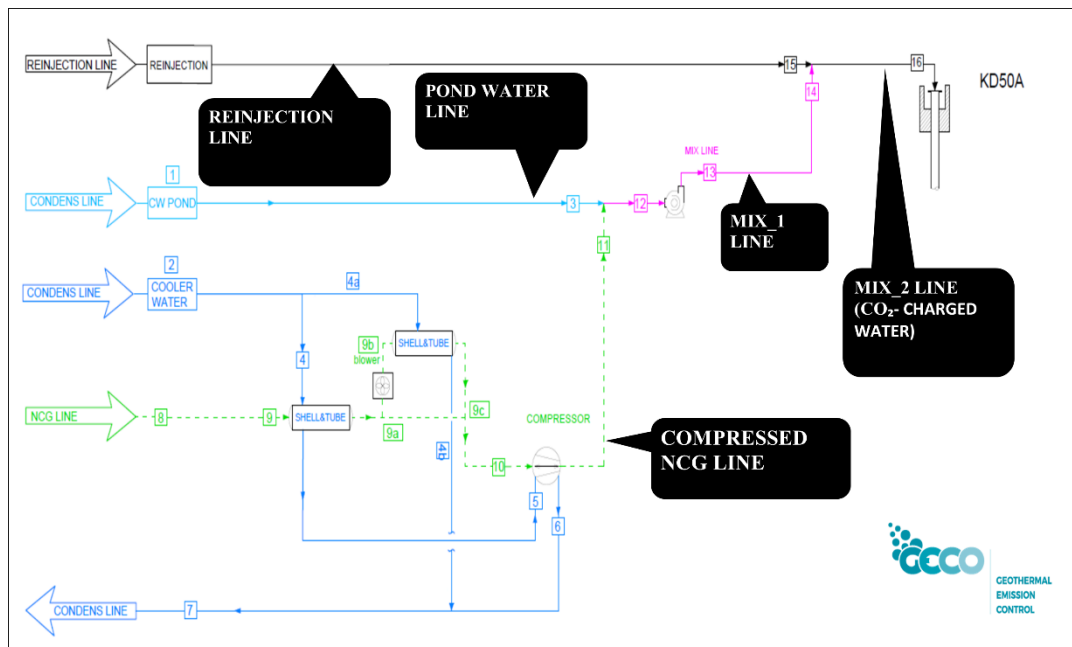 REINJECTION LINE
REINJECTION
15
16
KD50A
REINJECTION
LINE
POND WATER
LINE
14
MIX LINE
13
1
CONDENS LINE
CW POND
3
12
MIX_1
LINE
11
2
CONDENS LINE
COOLER
WATER
4a
MIX_2 LINE
(CO₂- CHARGED
WATER)
4
9b
blower
SHELL&TUBE
NCG LINE
8
9
SHELL&TUBE
9a
9c
COMPRESSOR
4b
COMPRESSED
NCG LINE
10
5
6
GECO
GEOTHERMAL
EMISSION
CONTROL
CONDENS LINE
7